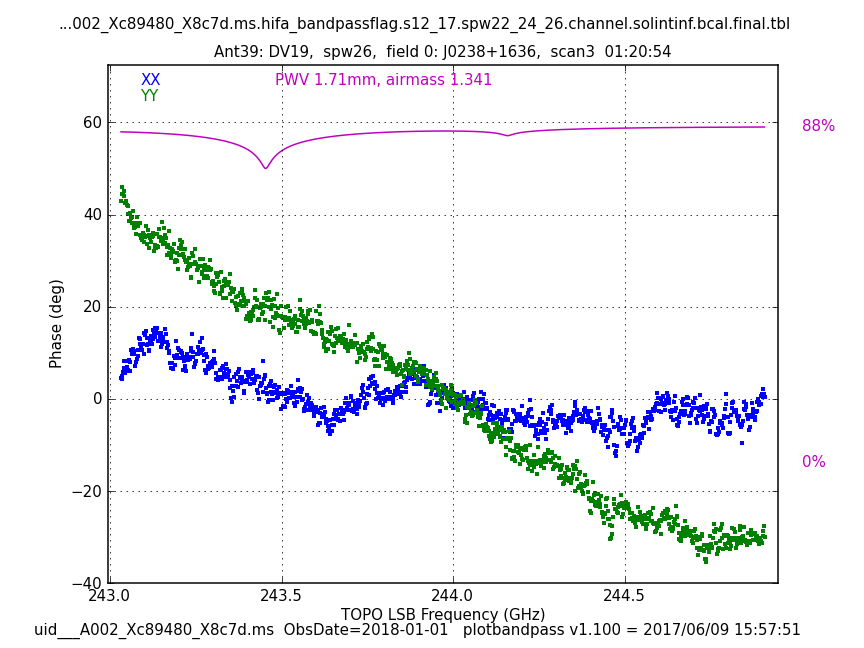 ...002_Xc89480_X8c7d.ms.hifa_bandpassflag.s12_17.spw22_24_26.channel.solintinf.bcal.final.tbl
Ant39: DV19, spw26, field 0: J0238+1636, scan3 01:20:54
XX
PWV 1.71mm, airmass 1.341
YY
60
88%
40
20
Phase (deg)
0
0%
−20
−40
243.0
243.5
244.0
244.5
TOPO LSB Frequency (GHz)
uid___A002_Xc89480_X8c7d.ms ObsDate=2018-01-01 plotbandpass v1.100 = 2017/06/09 15:57:51